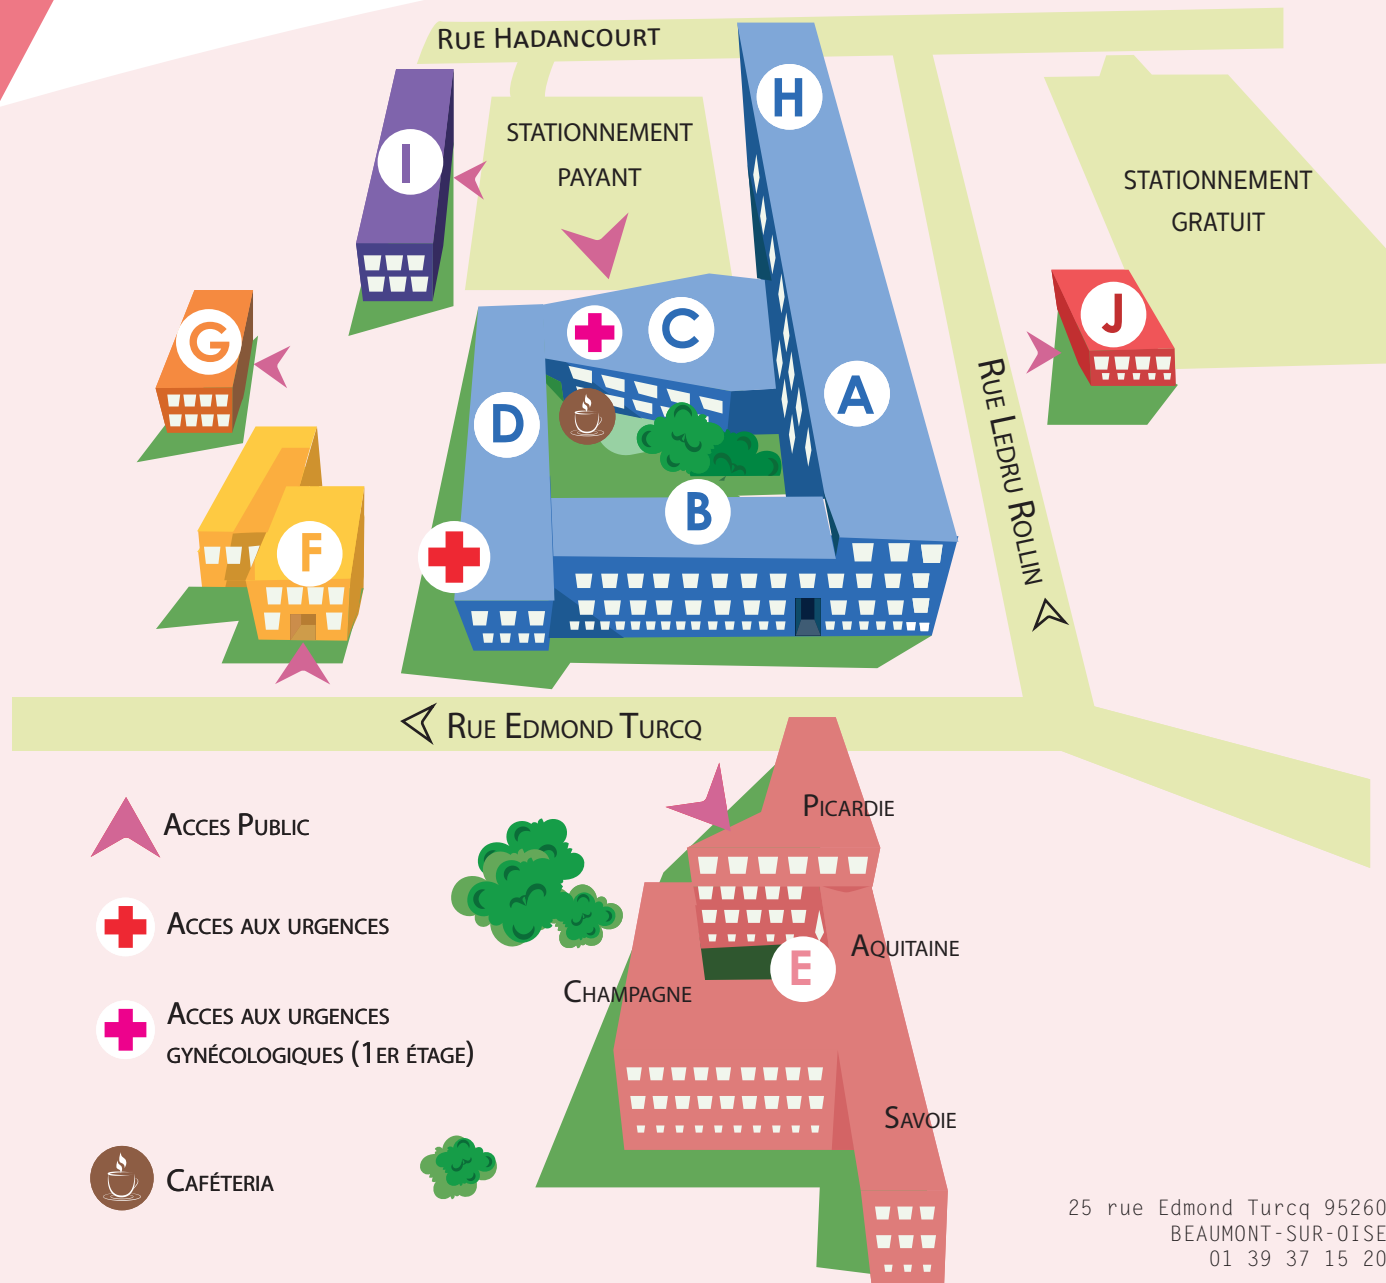 Rue Hadancourt
H
I
STATIONNEMENT
PAYANT
STATIONNEMENT
GRATUIT
G
C
J
D
A
Rue Ledru Rollin
B
F
Rue Edmond Turcq
Picardie
Acces Public
Acces aux urgences
Aquitaine
E
Champagne
Acces aux urgences
gynécologiques (1er étage)
Savoie
Caféteria
25 rue Edmond Turcq 95260
BEAUMONT-SUR-OISE
01 39 37 15 20